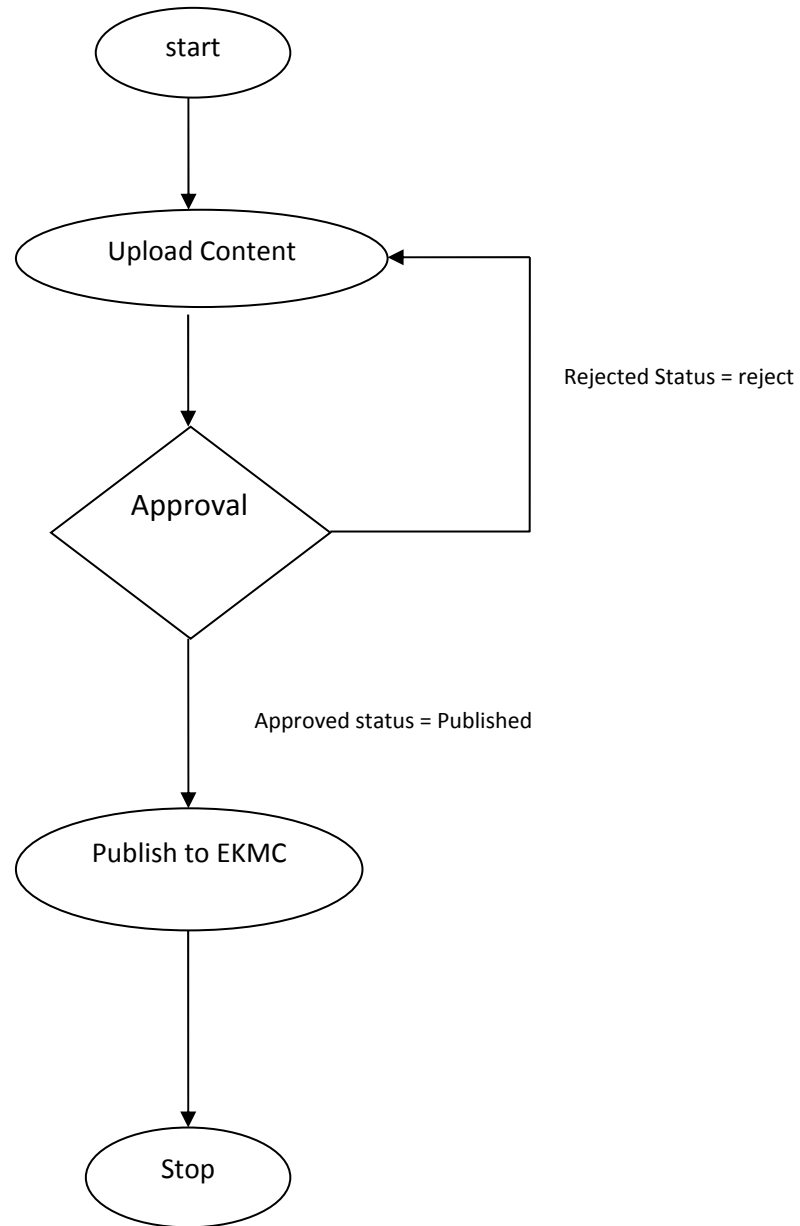 start
Upload Content
Rejected Status = reject
Approval
Approved status = Published
Publish to EKMC
Stop